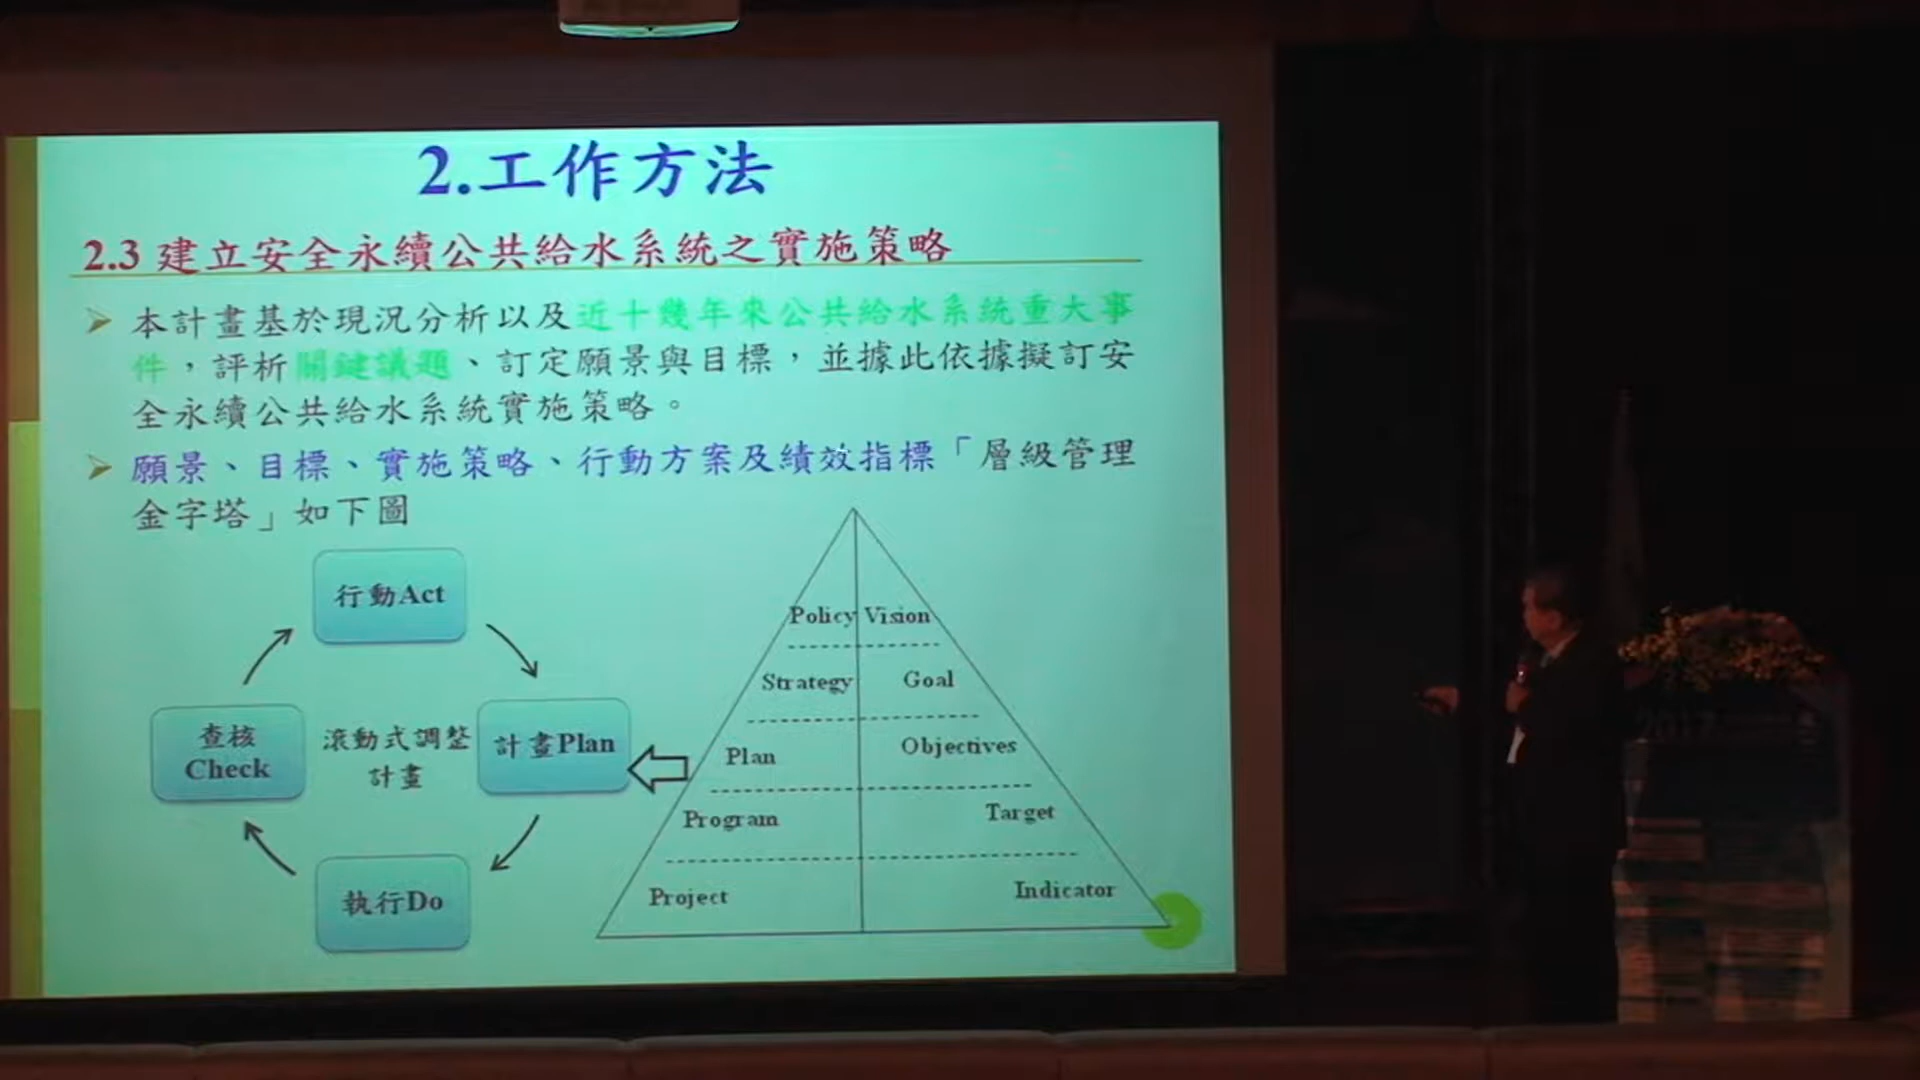 2.工作方法
2.3 建立安全永續公共給水系統之實施策略
本計畫基於現況分析以及近十幾年來公共給水系統重大事
件，評析關鍵議題、訂定願景與目標，並據此依據擬訂安
全永續公共給水系統實施策略。
願景、目標、實施策略、行動方案及績效指標「層級管理
金字塔」如下圖
行動Act
查核
Check
滾動式調整
計畫
計畫Plan
執行Do
Policy Vision
Strategy Goal
Plan Objectives
Program Target
Project Indicator